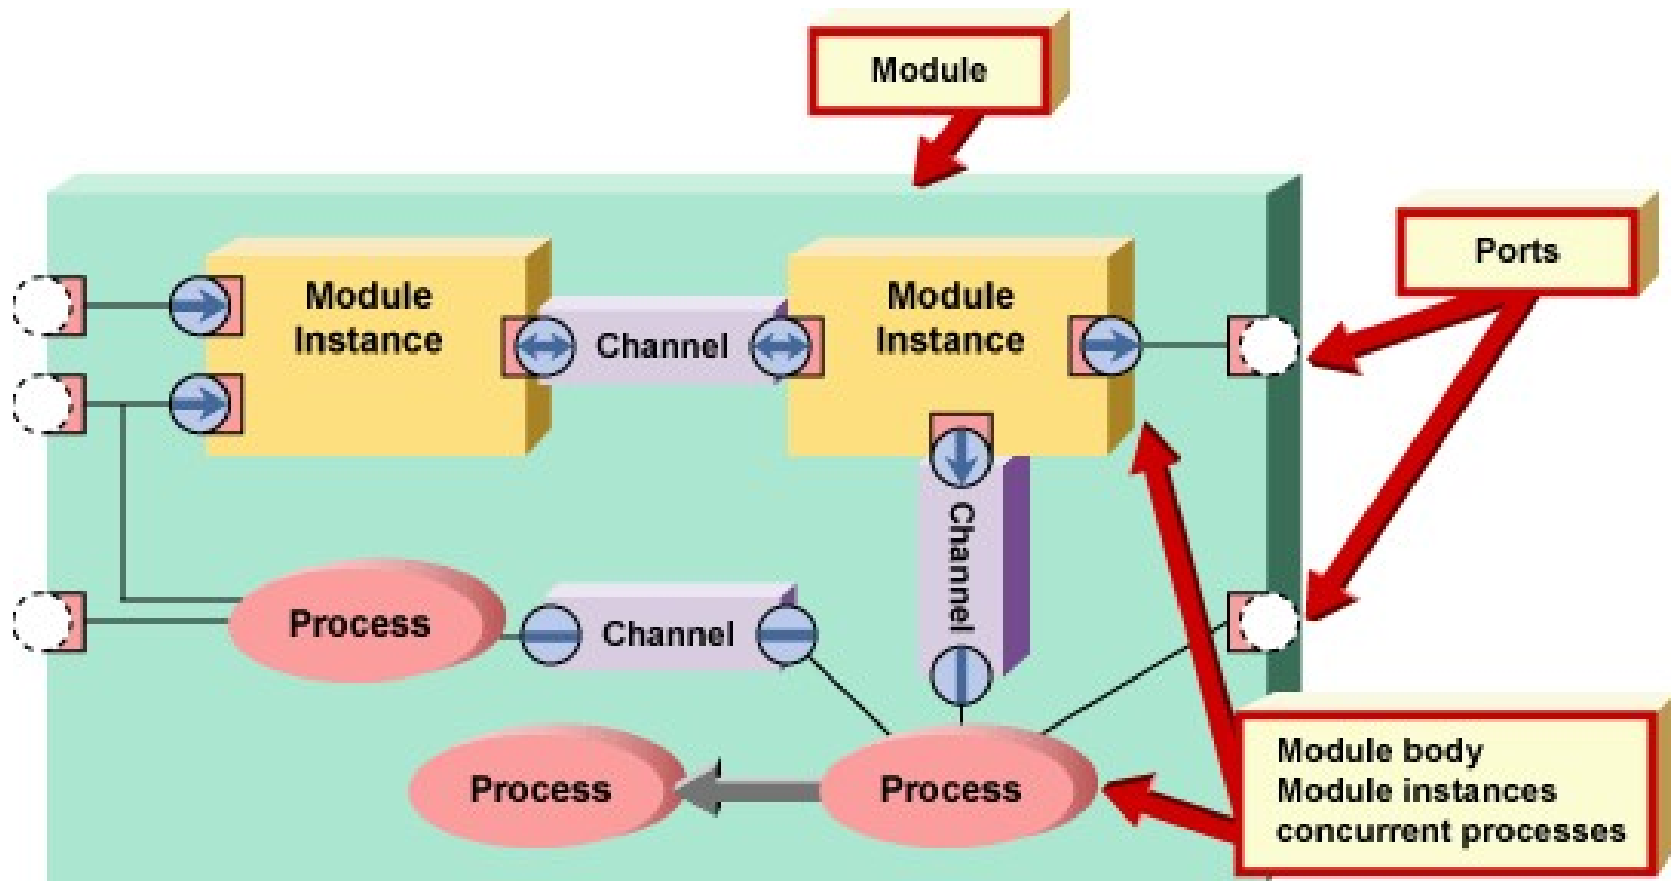 Module
Ports
Module
Instance
Channel
Module
Instance
Channel
Process
Channel
Process
Process
Module body
Module instances
concurrent processes